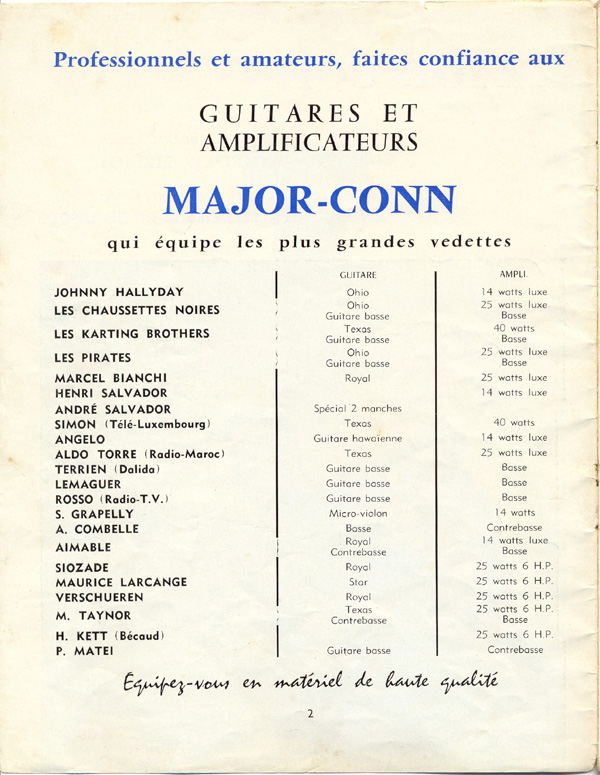 Professionnels et amateurs, faites confiance aux
GUITARES ET
AMPLIFICATEURS
MAJOR-CONN
qui équipe les plus grandes vedettes
GUITARE AMPLI.
JOHNNY HALLYDAY Ohio 14 watts luxe
LES CHAUSSETTES NOIRES Ohio 25 watts luxe
Guitare basse Basse
LES KARTING BROTHERS Texas 40 watts
Guitare basse Basse
LES PIRATES Ohio 25 watts luxe
Guitare basse Basse
MARCEL BIANCHI Royal 25 watts luxe
HENRI SALVADOR 14 watts luxe
ANDRÉ SALVADOR Spécial 2 manches
SIMON (Télé-Luxembourg) Texas 40 watts
ANGELO Guitare hawaïenne 14 watts luxe
ALDO TORRE (Radio-Maroc) Texas 25 watts luxe
TERRIEN (Dalida) Guitare basse Basse
LEMAGUER Guitare basse Basse
ROSSO (Radio-T.V.) Guitare basse Basse
S. GRAPELLY Micro-violon 14 watts
A. COMBELLE Basse Contrebasse
AIMABLE Royal 14 watts luxe
Contrebasse Basse
SIOZADE Royal 25 watts 6 H.P.
MAURICE LARCANGE Star 25 watts 6 H.P.
VERSCHUEREN Royal 25 watts 6 H.P.
M. TAYNOR Texas 25 watts 6 H.P.
Contrebasse Basse
H. KETT (Bécaud) 25 watts 6 H.P.
P. MATEI Guitare basse Contrebasse
Equipez-vous en matériel de haute qualité
2